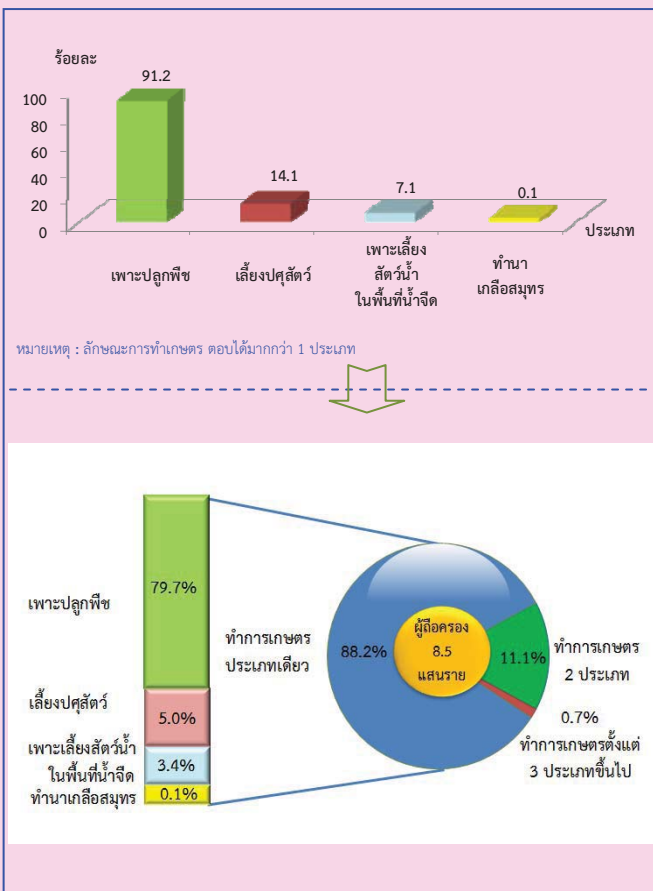 ร้อยละ
91.2
100
80
60
40
20
0
14.1
7.1
0.1
ประเภท
เพาะปลูกพืช
เลี้ยงปศุสัตว์
เพาะเลี้ยง
สัตว์น้ำ
ในพื้นที่น้ำจืด
ทำนา
เกลือสมุทร
หมายเหตุ : ลักษณะการทำเกษตร ตอบได้มากกว่า 1 ประเภท
เพาะปลูกพืช
79.7%
เลี้ยงปศุสัตว์
5.0%
เพาะเลี้ยงสัตว์น้ำ
ในพื้นที่น้ำจืด
3.4%
ทำนาเกลือสมุทร
0.1%
ทำการเกษตร
ประเภทเดียว
88.2%
ผู้ถือครอง
8.5
แสนราย
11.1%
ทำการเกษตร
2 ประเภท
0.7%
ทำการเกษตรตั้งแต่
3 ประเภทขึ้นไป